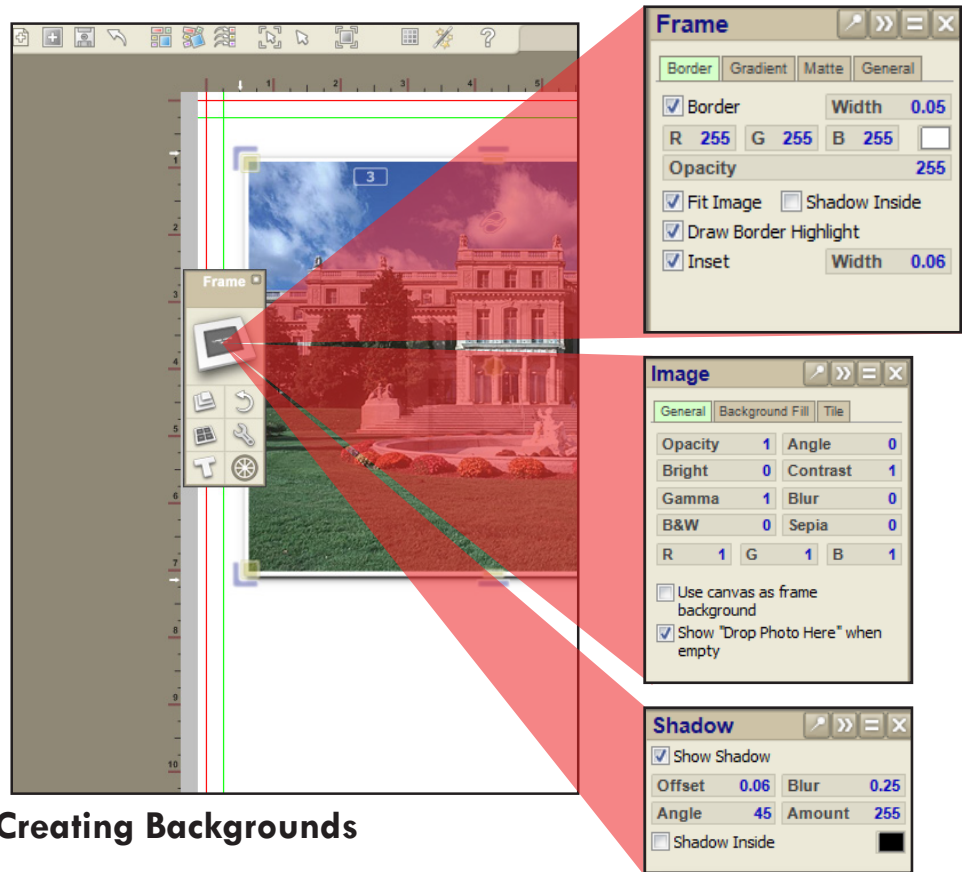 ?
1 2 3 4 5
1
2
3
4
5
6
7
8
9
10
3
Frame
Creating Backgrounds
Frame
Border Gradient Matte General
Border Width 0.05
R 255 G 255 B 255
Opacity 255
Fit Image Shadow Inside
Draw Border Highlight
Inset Width 0.06
Image
General Background Fill Tile
Opacity 1 Angle 0
Bright 0 Contrast 1
Gamma 1 Blur 0
B&W 0 Sepia 0
R 1 G 1 B 1
Use canvas as frame
background
Show "Drop Photo Here" when
empty
Shadow
Show Shadow
Offset 0.06 Blur 0.25
Angle 45 Amount 255
Shadow Inside